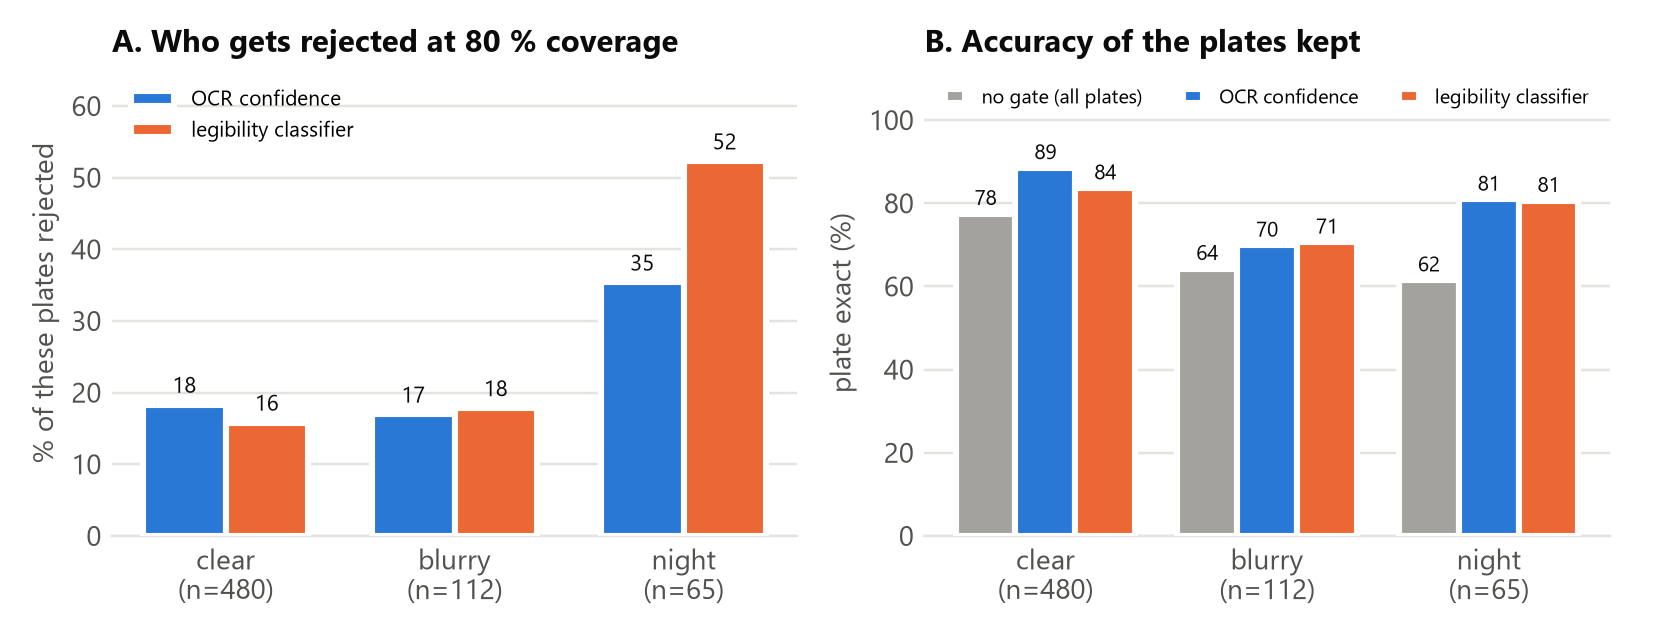 A. Who gets rejected at 80 % coverage
OCR confidence
legibility classifier
% of these plates rejected
60
50
40
30
20
10
0
18
16
17
18
35
52
clear
(n=480)
blurry
(n=112)
night
(n=65)
B. Accuracy of the plates kept
no gate (all plates)
OCR confidence
legibility classifier
plate exact (%)
100
80
60
40
20
0
78
89
84
64
70
71
62
81
81
clear
(n=480)
blurry
(n=112)
night
(n=65)